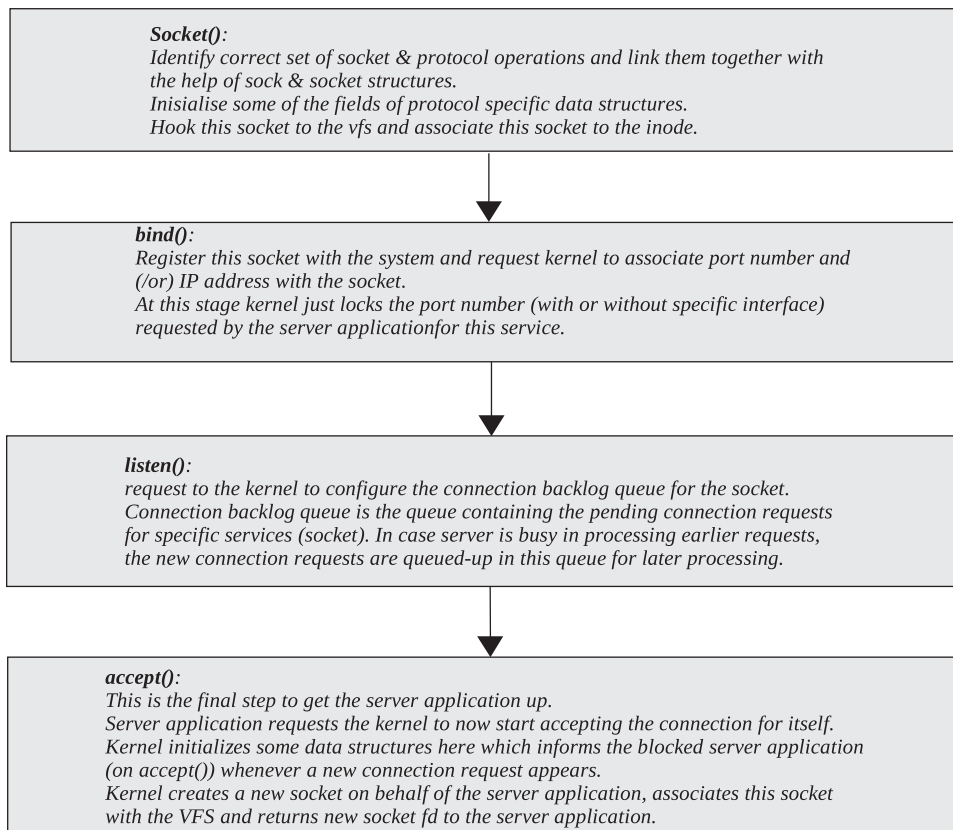 Socket():
Identify correct set of socket & protocol operations and link them together with
the help of sock & socket structures.
Inisialise some of the fields of protocol specific data structures.
Hook this socket to the vfs and associate this socket to the inode.
bind():
Register this socket with the system and request kernel to associate port number and
(/or) IP address with the socket.
At this stage kernel just locks the port number (with or without specific interface)
requested by the server applicationfor this service.
listen():
request to the kernel to configure the connection backlog queue for the socket.
Connection backlog queue is the queue containing the pending connection requests
for specific services (socket). In case server is busy in processing earlier requests,
the new connection requests are queued-up in this queue for later processing.
accept():
This is the final step to get the server application up.
Server application requests the kernel to now start accepting the connection for itself.
Kernel initializes some data structures here which informs the blocked server application
(on accept()) whenever a new connection request appears.
Kernel creates a new socket on behalf of the server application, associates this socket
with the VFS and returns new socket fd to the server application.